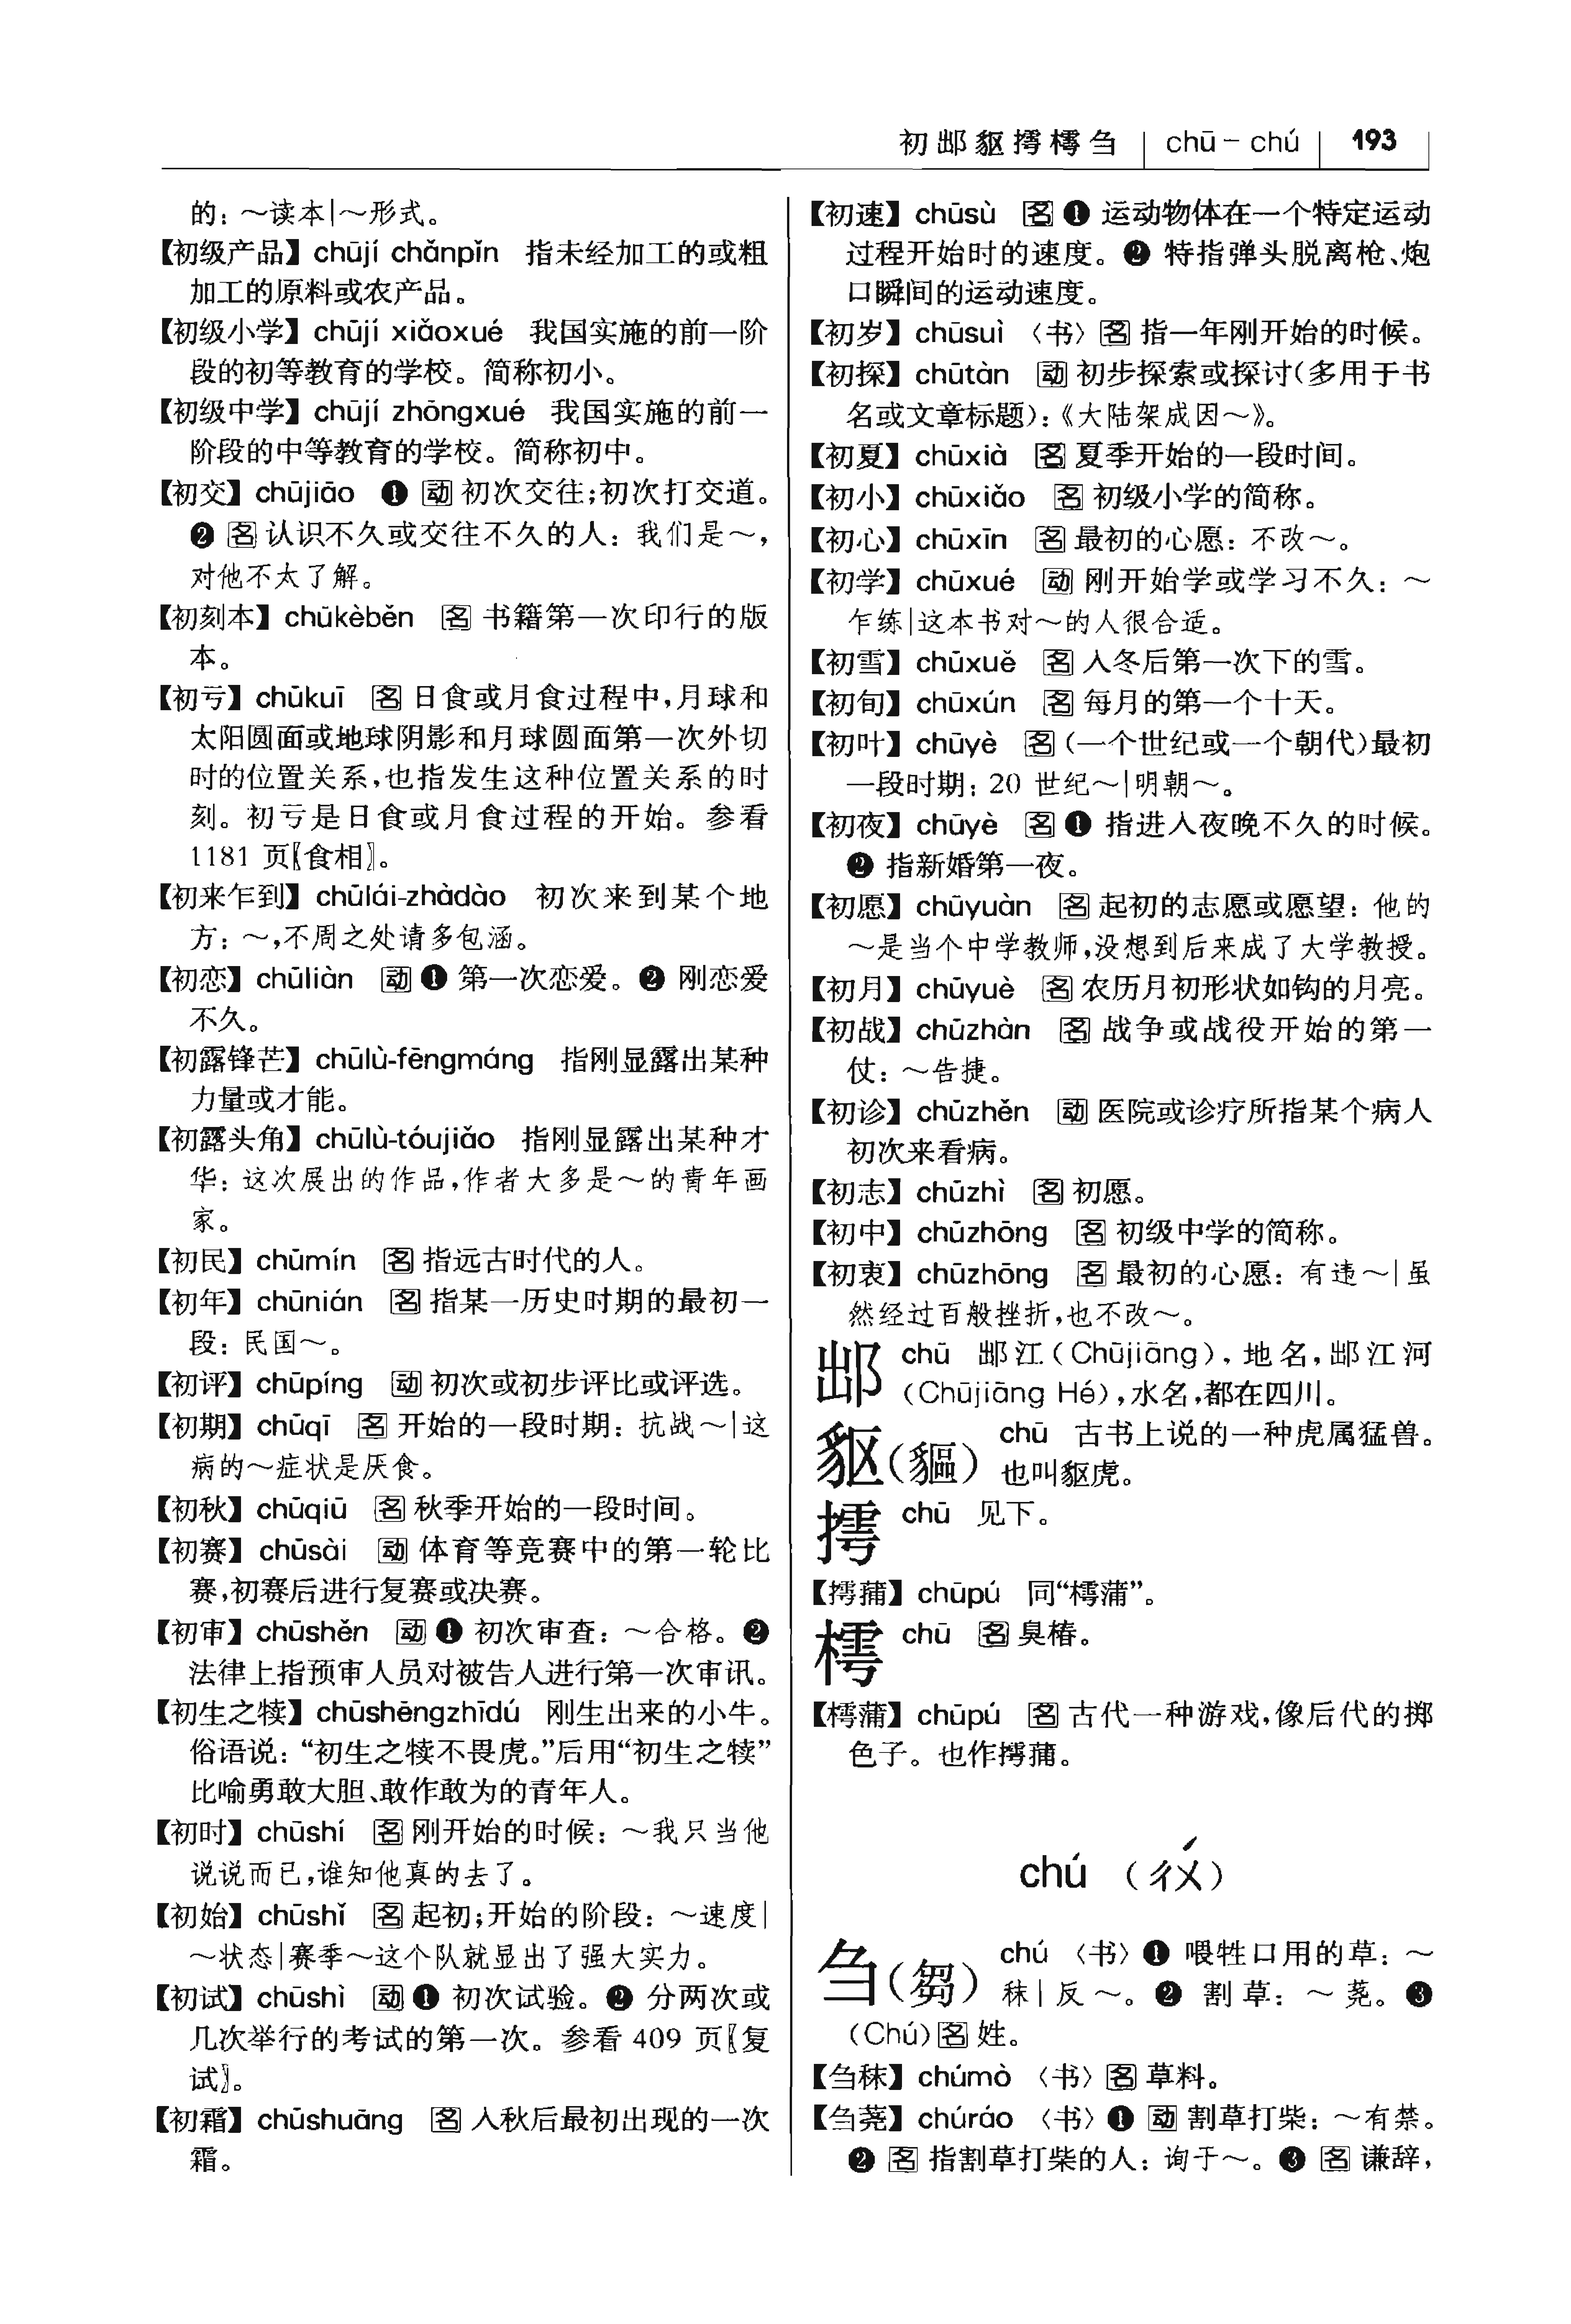 初邮䝙摴樗刍 chū – chú 193
的：～读本|～形式。
【初级产品】 chūjí chǎnpǐn 指未经加工的或粗
加工的原料或农产品。
【初级小学】 chūjí xiǎoxué 我国实施的前一阶
段的初等教育的学校。简称初小。
【初级中学】 chūjí zhōngxué 我国实施的前一
阶段的中等教育的学校。简称初中。
【初交】 chūjiāo ❶ 动 初次交往；初次打交道。
❷ 名 认识不久或交往不久的人：我们是～，
对他不太了解。
【初刻本】 chūkèběn 名 书籍第一次印行的版
本。
【初亏】 chūkuī 名 日食或月食过程中，月球和
太阳圆面或地球阴影和月球圆面第一次外切
时的位置关系，也指发生这种位置关系的时
刻。初亏是日食或月食过程的开始。参看
1181 页〖食相〗。
【初来乍到】 chūlái-zhàdào 初次来到某个地
方：～，不周之处请多包涵。
【初恋】 chūliàn 动 ❶ 第一次恋爱。❷ 刚恋爱
不久。
【初露锋芒】 chūlù-fēngmáng 指刚显露出某种
力量或才能。
【初露头角】 chūlù-tóujiǎo 指刚显露出某种才
华：这次展出的作品，作者大多是～的青年画
家。
【初民】 chūmín 名 指远古时代的人。
【初年】 chūnián 名 指某一历史时期的最初一
段：民国～。
【初评】 chūpíng 动 初次或初步评比或评选。
【初期】 chūqī 名 开始的一段时期：抗战～|这
病的～症状是厌食。
【初秋】 chūqiū 名 秋季开始的一段时间。
【初赛】 chūsài 动 体育等竞赛中的第一轮比
赛，初赛后进行复赛或决赛。
【初审】 chūshěn 动 ❶ 初次审查：～合格。❷
法律上指预审人员对被告人进行第一次审讯。
【初生之犊】 chūshēngzhīdú 刚生出来的小牛。
俗语说：“初生之犊不畏虎。”后用“初生之犊”
比喻勇敢大胆、敢作敢为的青年人。
【初时】 chūshí 名 刚开始的时候：～我只当他
说说而已，谁知他真的去了。
【初始】 chūshǐ 名 起初；开始的阶段：～速度|
～状态|赛季～这个队就显出了强大实力。
【初试】 chūshì 动 ❶ 初次试验。❷ 分两次或
几次举行的考试的第一次。参看 409 页〖复
试〗。
【初霜】 chūshuāng 名 入秋后最初出现的一次
霜。
【初速】 chūsù 名 ❶ 运动物体在一个特定运动
过程开始时的速度。❷ 特指弹头脱离枪、炮
口瞬间的运动速度。
【初岁】 chūsuì 〈书〉 名 指一年刚开始的时候。
【初探】 chūtàn 动 初步探索或探讨（多用于书
名或文章标题）：《大陆架成因～》。
【初夏】 chūxià 名 夏季开始的一段时间。
【初小】 chūxiǎo 名 初级小学的简称。
【初心】 chūxīn 名 最初的心愿：不改～。
【初学】 chūxué 动 刚开始学或学习不久：～
乍练|这本书对～的人很合适。
【初雪】 chūxuě 名 入冬后第一次下的雪。
【初旬】 chūxún 名 每月的第一个十天。
【初叶】 chūyè 名 （一个世纪或一个朝代）最初
一段时期：20 世纪～|明朝～。
【初夜】 chūyè 名 ❶ 指进入夜晚不久的时候。
❷ 指新婚第一夜。
【初愿】 chūyuàn 名 起初的志愿或愿望：他的
～是当个中学教师，没想到后来成了大学教授。
【初月】 chūyuè 名 农历月初形状如钩的月亮。
【初战】 chūzhàn 名 战争或战役开始的第一
仗：～告捷。
【初诊】 chūzhěn 动 医院或诊疗所指某个病人
初次来看病。
【初志】 chūzhì 名 初愿。
【初中】 chūzhōng 名 初级中学的简称。
【初衷】 chūzhōng 名 最初的心愿：有违～|虽
然经过百般挫折，也不改～。
𨛶 chū 𨛶江（Chūjiāng），地名，𨛶江河
（Chūjiāng Hé），水名，都在四川。
䝙（貙） chū 古书上说的一种虎属猛兽。
也叫䝙虎。
摴 chū 见下。
【摴蒱】 chūpú 同“樗蒲”。
樗 chū 名 臭椿。
【樗蒲】 chūpú 名 古代一种游戏，像后代的掷
色子。也作摴蒱。
chú （ㄔㄨˊ）
刍（芻） chú 〈书〉 ❶ 喂牲口用的草：～
秣|反～。❷ 割草：～荛。❸
（Chú） 名 姓。
【刍秣】 chúmò 〈书〉 名 草料。
【刍荛】 chúráo 〈书〉 ❶ 动 割草打柴：～有禁。
❷ 名 指割草打柴的人：询于～。❸ 名 谦辞，